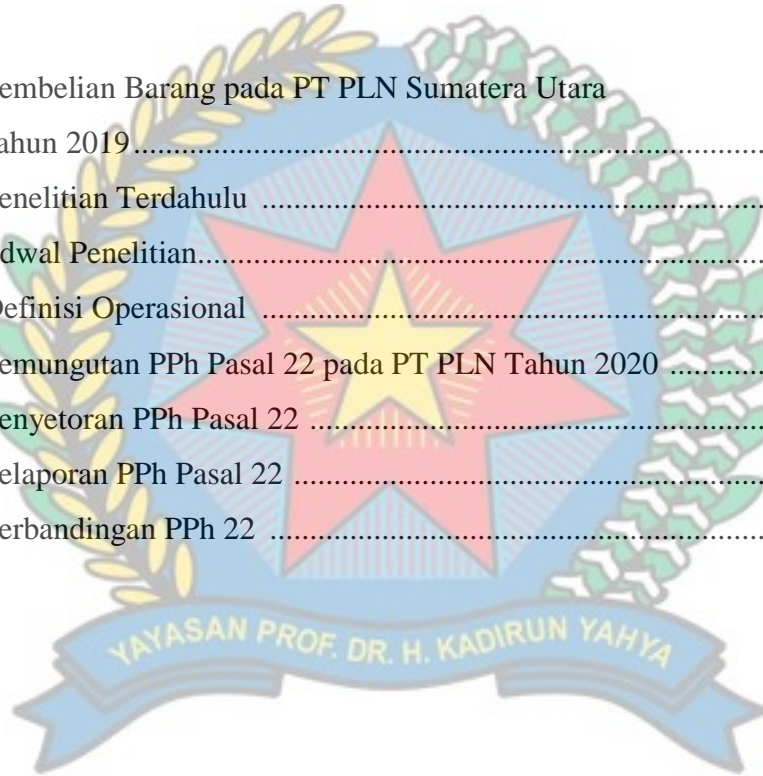 embelian Barang pada PT PLN Sumatera Utara
ahun 2019..............................................................................
enelitian Terdahulu ..............................................................
dwal Penelitian......................................................................
Definisi Operasional ..............................................................
emungutan PPh Pasal 22 pada PT PLN Tahun 2020 ............
enyetoran PPh Pasal 22 .........................................................
elaporan PPh Pasal 22 ...........................................................
erbandingan PPh 22 ..............................................................
YAYASAN PROF. DR. H. KADIRUN YAHYA